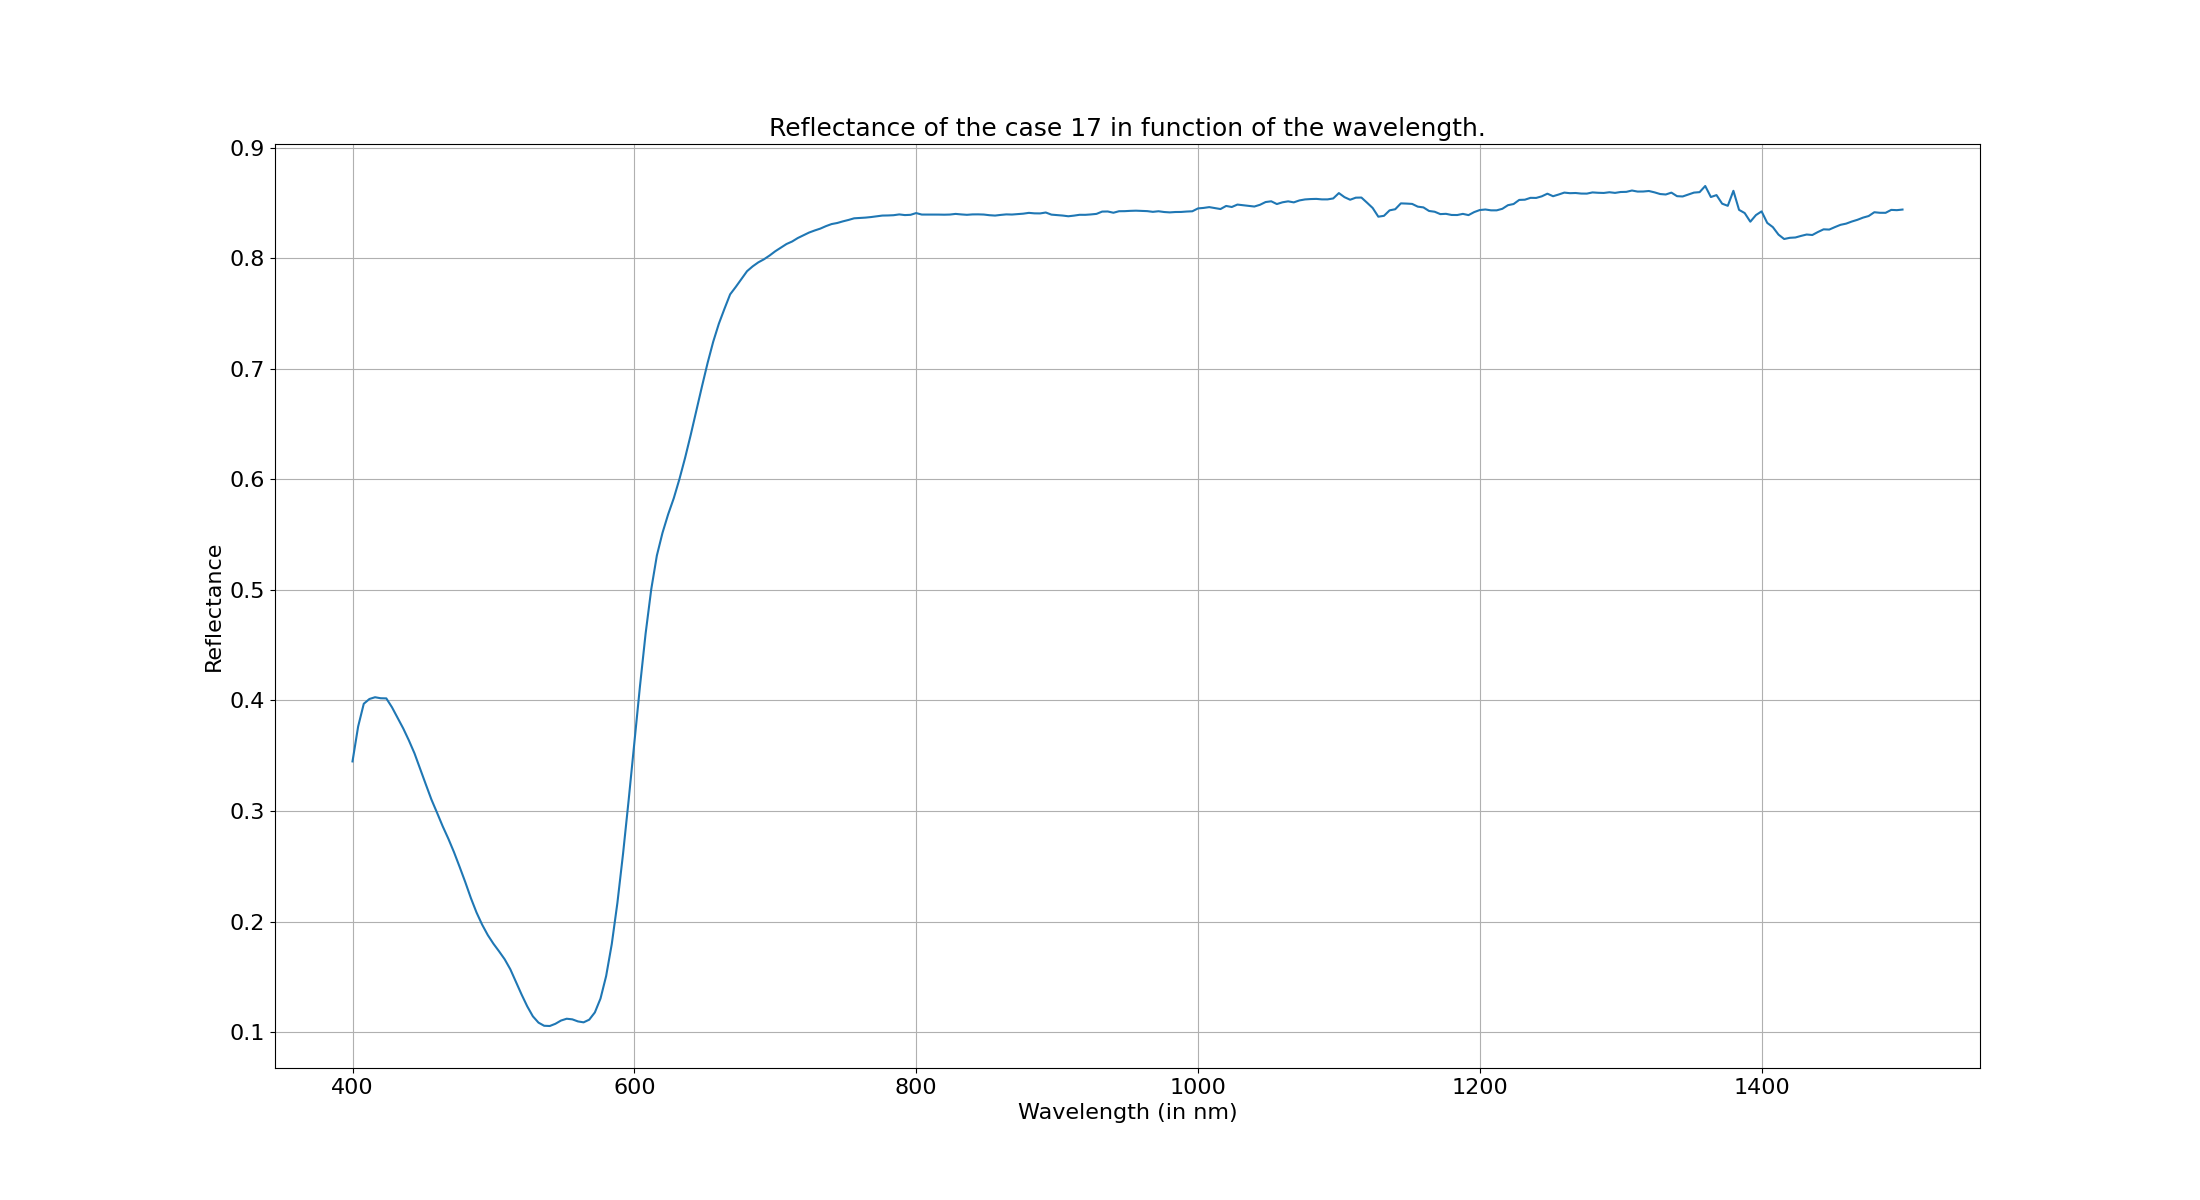 Reflectance of the case 17 in function of the wavelength.
0.9
0.8
0.7
0.6
0.5
0.4
0.3
0.2
0.1
Reflectance
400 600 800 1000 1200 1400
Wavelength (in nm)